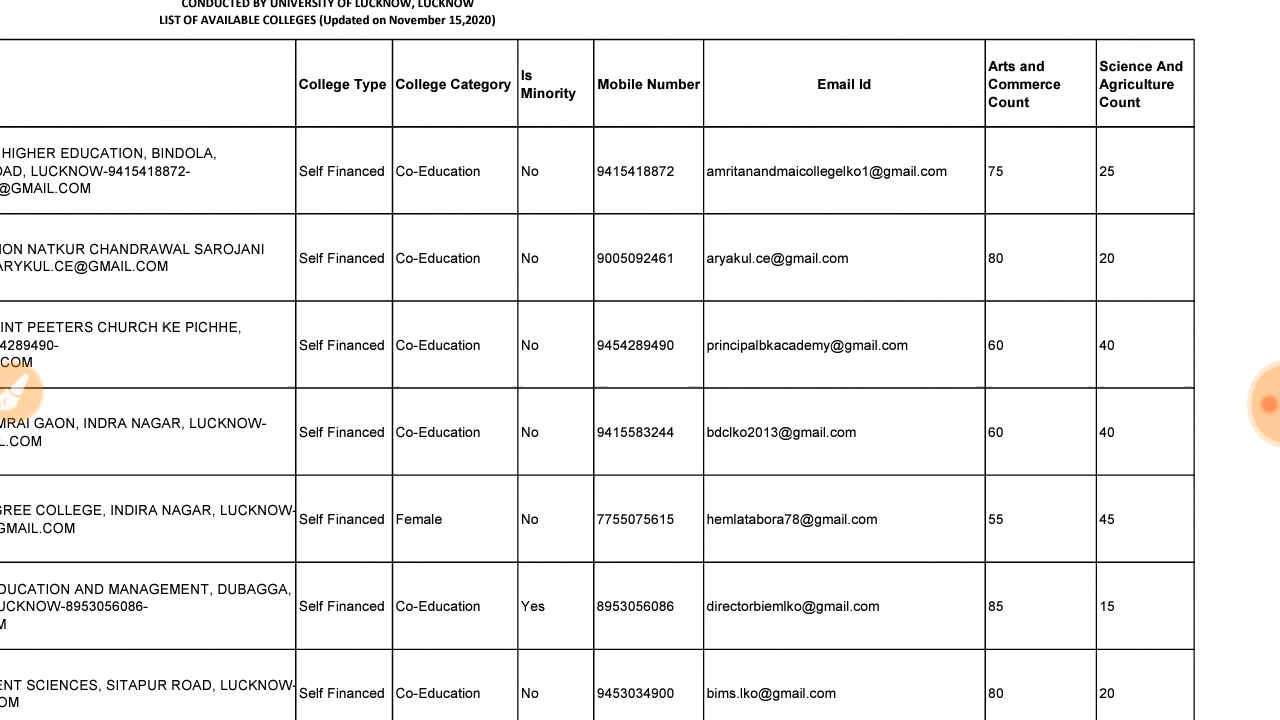 CONDUCTED BY UNIVERSITY OF LUCKNOW, LUCKNOW
LIST OF AVAILABLE COLLEGES (Updated on November 15,2020)
College Type College Category Is Minority Mobile Number Email Id Arts and Commerce Count Science And Agriculture Count
HIGHER EDUCATION, BINDOLA,
OAD, LUCKNOW-9415418872-
@GMAIL.COM
Self Financed Co-Education No 9415418872 amritanandmaicollegelko1@gmail.com 75 25
ION NATKUR CHANDRAWAL SAROJANI
ARYKUL.CE@GMAIL.COM
Self Financed Co-Education No 9005092461 aryakul.ce@gmail.com 80 20
INT PEETERS CHURCH KE PICHHE,
4289490-
.COM
Self Financed Co-Education No 9454289490 principalbkacademy@gmail.com 60 40
MRAI GAON, INDRA NAGAR, LUCKNOW-
L.COM
Self Financed Co-Education No 9415583244 bdclko2013@gmail.com 60 40
GREE COLLEGE, INDIRA NAGAR, LUCKNOW-
GMAIL.COM
Self Financed Female No 7755075615 hemlatabora78@gmail.com 55 45
DUCATION AND MANAGEMENT, DUBAGGA,
UCKNOW-8953056086-
M
Self Financed Co-Education Yes 8953056086 directorbiemlko@gmail.com 85 15
ENT SCIENCES, SITAPUR ROAD, LUCKNOW-
OM
Self Financed Co-Education No 9453034900 bims.lko@gmail.com 80 20